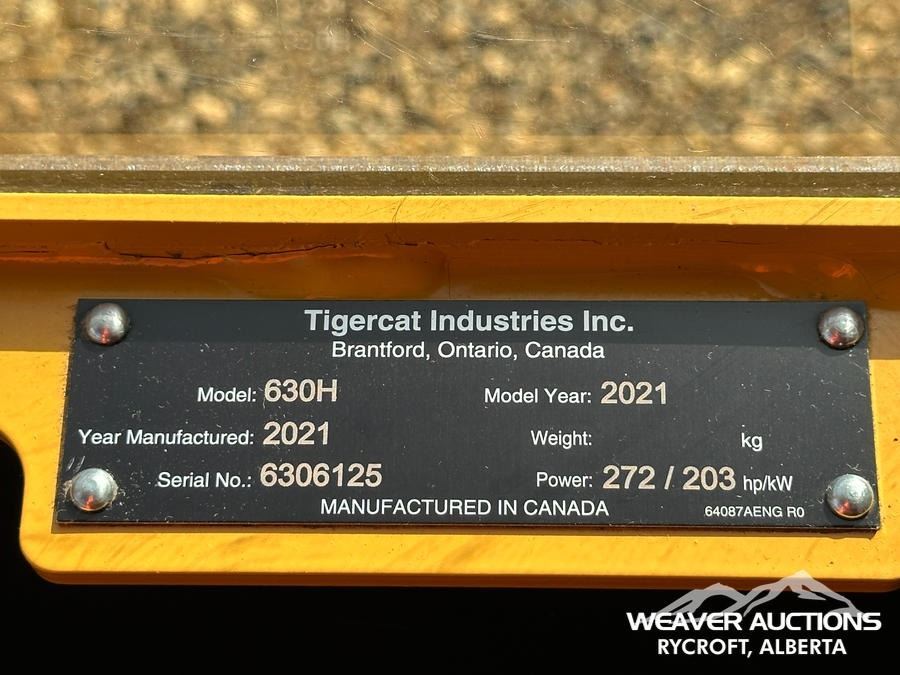 Tigercat Industries Inc.
Brantford, Ontario, Canada
Model: 630H Model Year: 2021
Year Manufactured: 2021 Weight: kg
Serial No.: 6306125 Power: 272 / 203 hp/kW
MANUFACTURED IN CANADA 64087AENG R0
WEAVER AUCTIONS
RYCROFT, ALBERTA